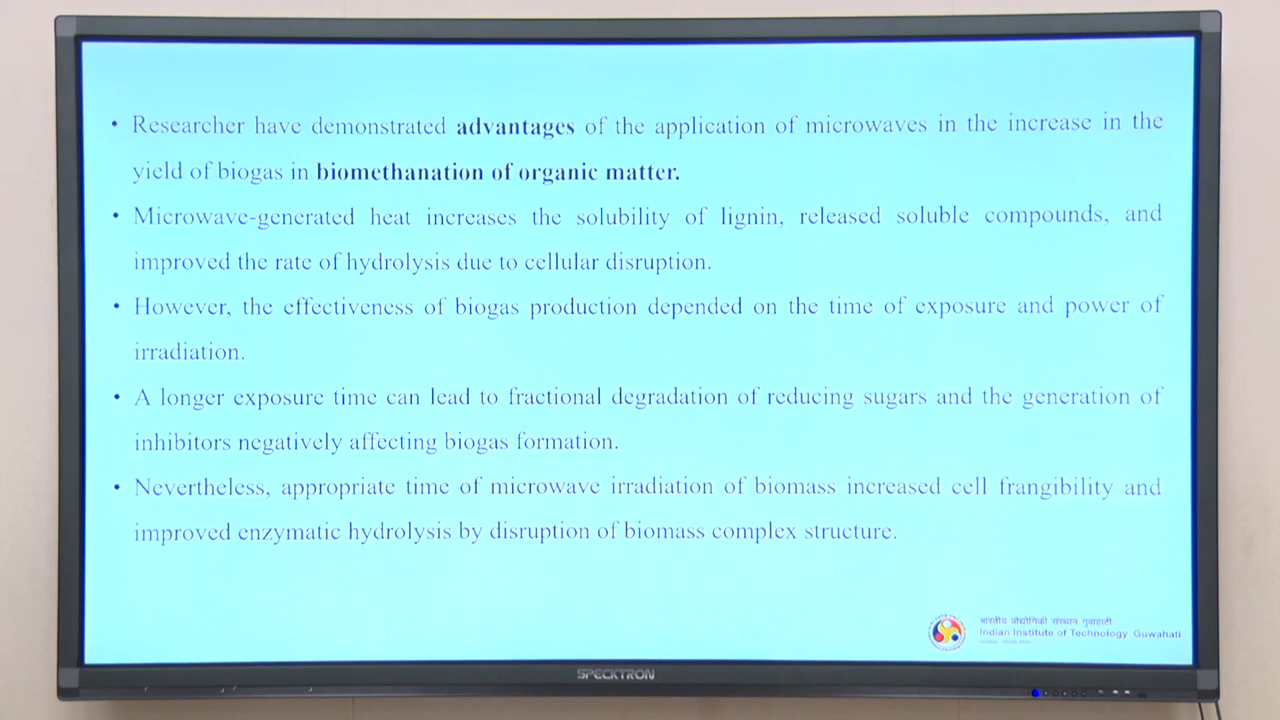 • Researcher have demonstrated advantages of the application of microwaves in the increase in the
yield of biogas in biomethanation of organic matter.
• Microwave-generated heat increases the solubility of lignin, released soluble compounds, and
improved the rate of hydrolysis due to cellular disruption.
• However, the effectiveness of biogas production depended on the time of exposure and power of
irradiation.
• A longer exposure time can lead to fractional degradation of reducing sugars and the generation of
inhibitors negatively affecting biogas formation.
• Nevertheless, appropriate time of microwave irradiation of biomass increased cell frangibility and
improved enzymatic hydrolysis by disruption of biomass complex structure.
भारतीय प्रौद्योगिकी संस्थान गुवाहाटी
Indian Institute of Technology Guwahati
SPECKTRON